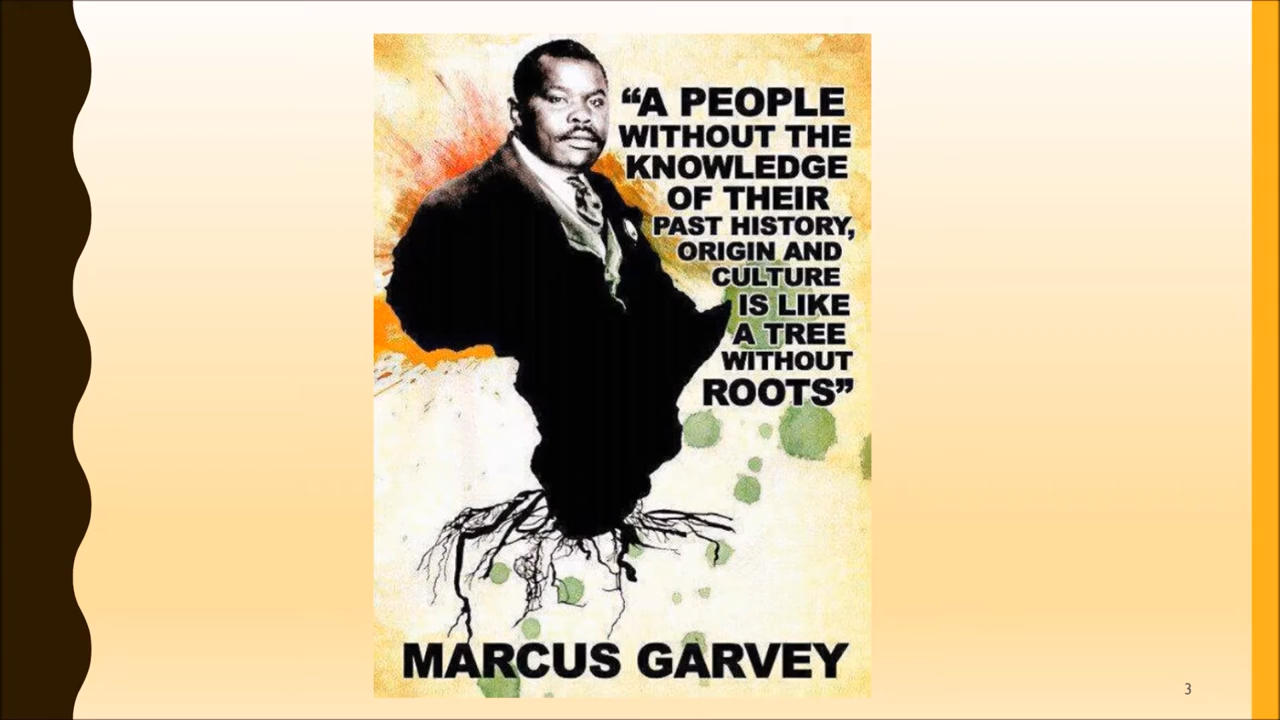 “A PEOPLE
WITHOUT THE
KNOWLEDGE
OF THEIR
PAST HISTORY,
ORIGIN AND
CULTURE
IS LIKE
A TREE
WITHOUT
ROOTS”
MARCUS GARVEY
3